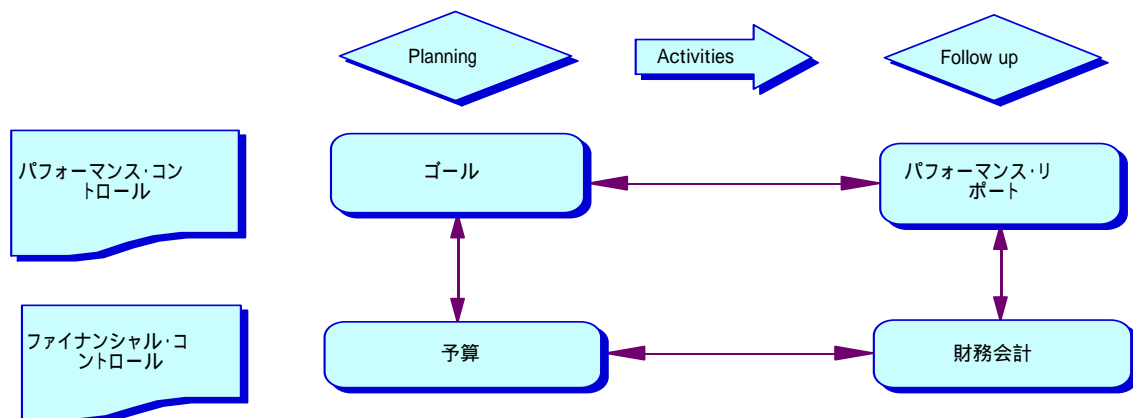 Planning
Activities
Follow up
パフォーマンス･コン
トロール
ゴール
パフォーマンス･リ
ポート
ファイナンシャル･コ
ントロール
予算
財務会計